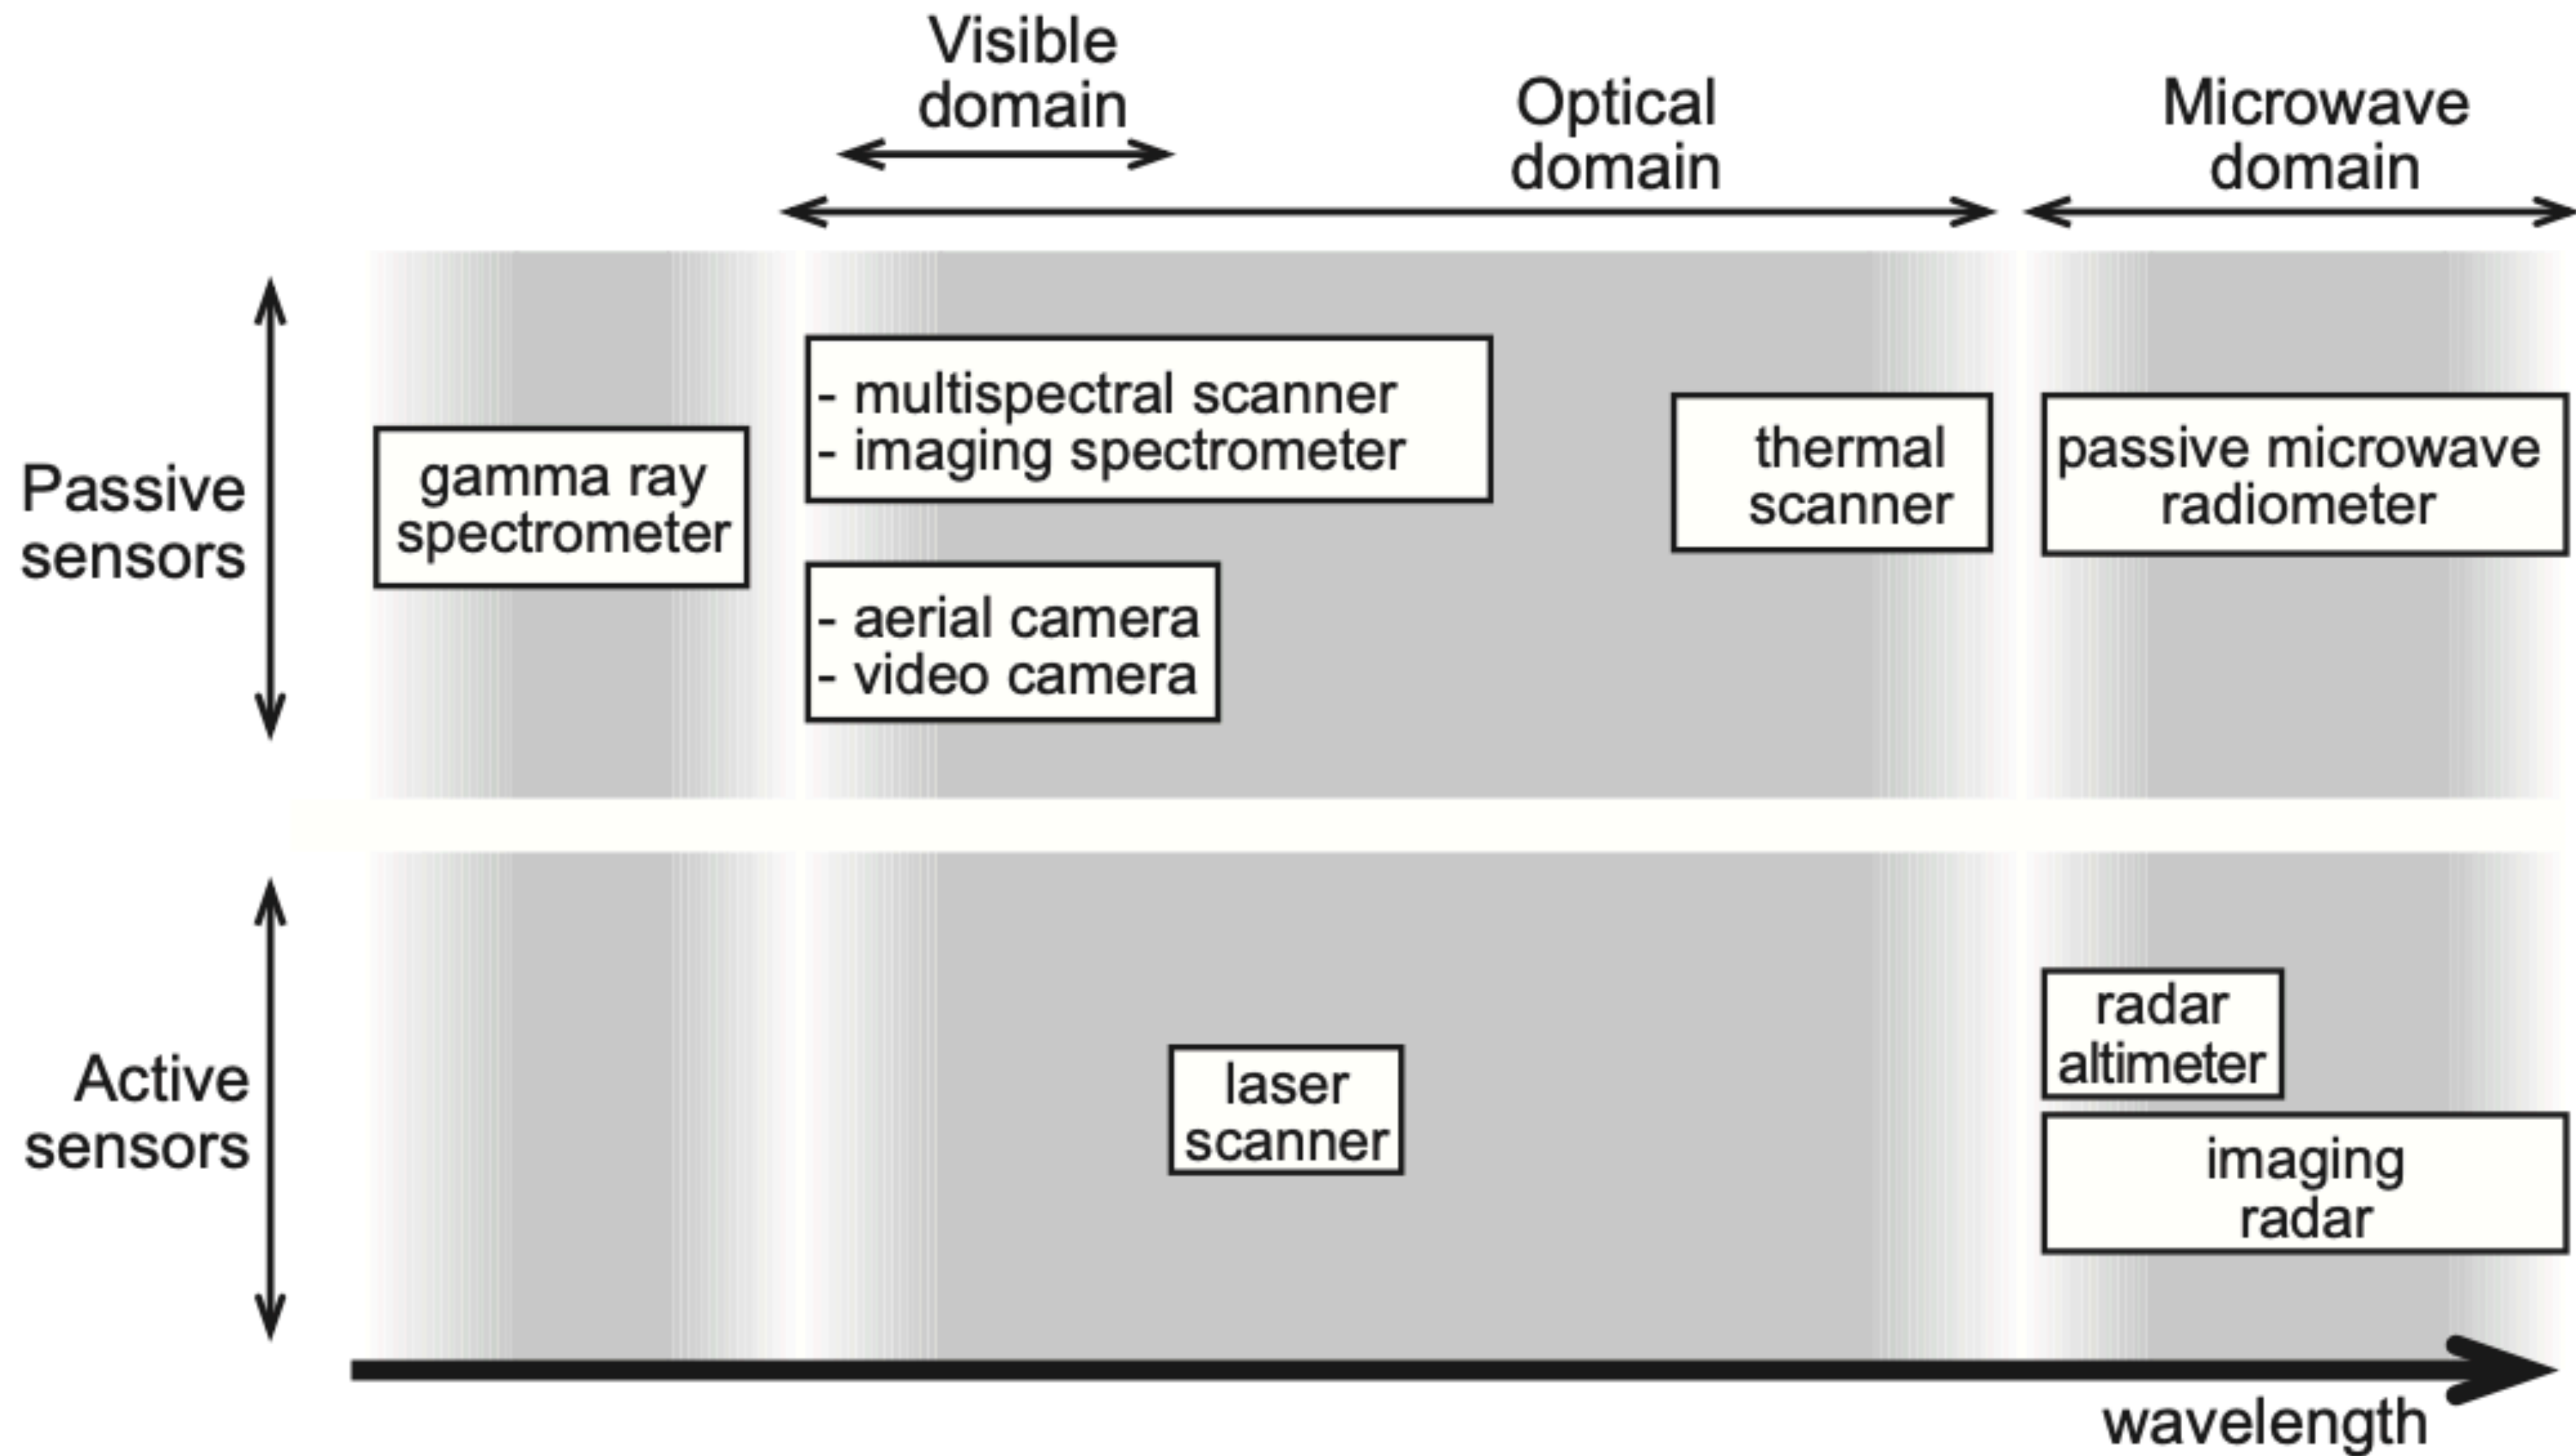 Visible
domain
Optical
domain
Microwave
domain
Passive
sensors
gamma ray
spectrometer
- multispectral scanner
- imaging spectrometer
- aerial camera
- video camera
thermal
scanner
passive microwave
radiometer
Active
sensors
laser
scanner
radar
altimeter
imaging
radar
wavelength